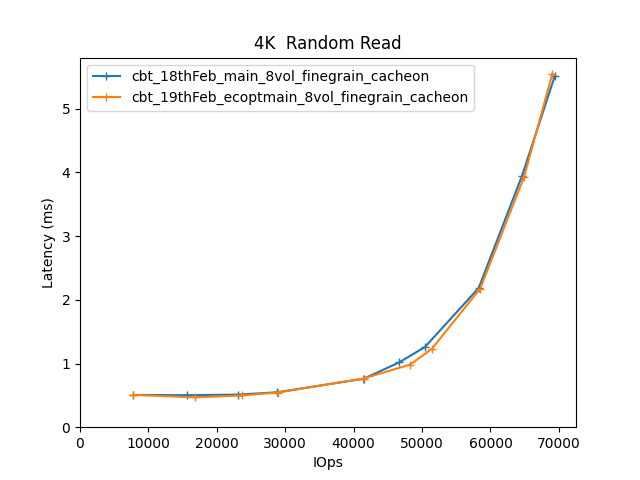 4K  Random Read
cbt_18thFeb_main_8vol_finegrain_cacheon
cbt_19thFeb_ecoptmain_8vol_finegrain_cacheon
Latency (ms)
5
4
3
2
1
0
0 10000 20000 30000 40000 50000 60000 70000
IOps